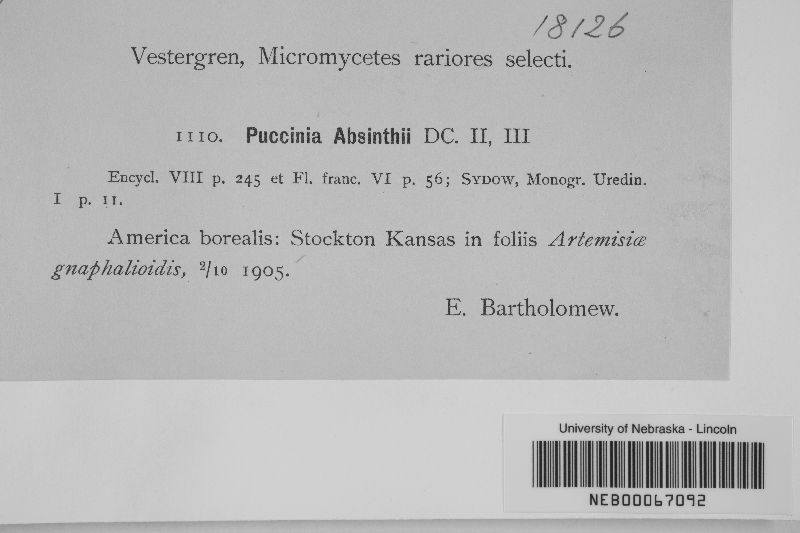 18126
Vestergren, Micromycetes rariores selecti.
1110. Puccinia Absinthii DC. II, III
Encycl. VIII p. 245 et Fl. franc. VI p. 56; SYDOW, Monogr. Uredin.
I p. 11.
America borealis: Stockton Kansas in foliis Artemisiæ
gnaphalioidis, 2/10 1905.
E. Bartholomew.
University of Nebraska - Lincoln
NEB00067092